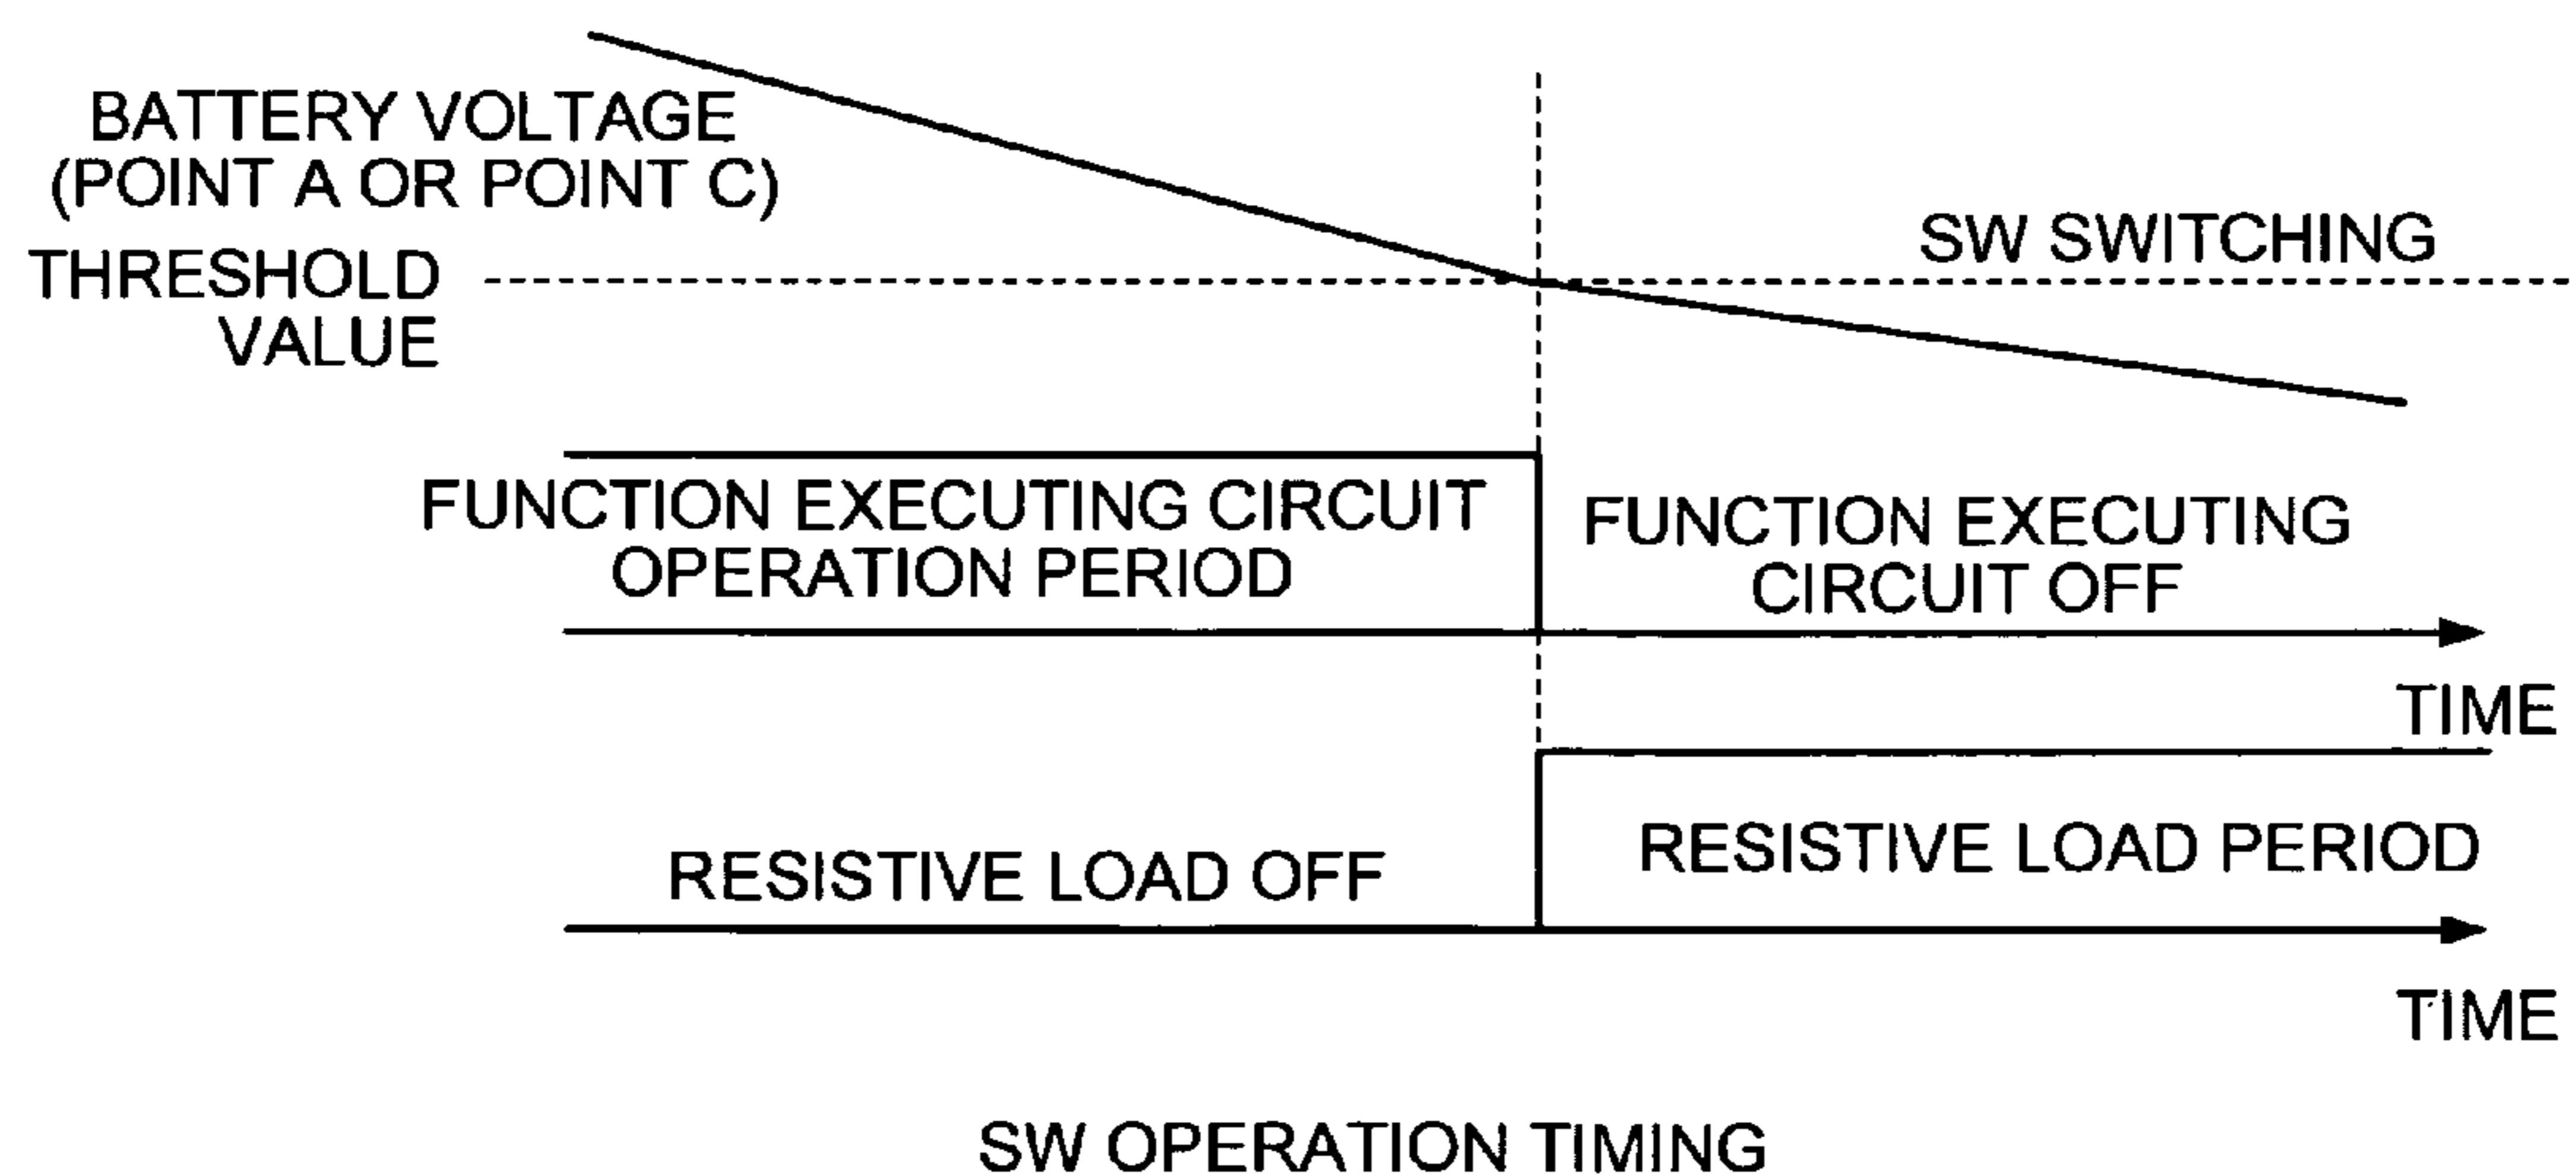 BATTERY VOLTAGE
(POINT A OR POINT C)
THRESHOLD
VALUE
SW SWITCHING
FUNCTION EXECUTING CIRCUIT
OPERATION PERIOD
FUNCTION EXECUTING
CIRCUIT OFF
TIME
RESISTIVE LOAD OFF
RESISTIVE LOAD PERIOD
TIME
SW OPERATION TIMING